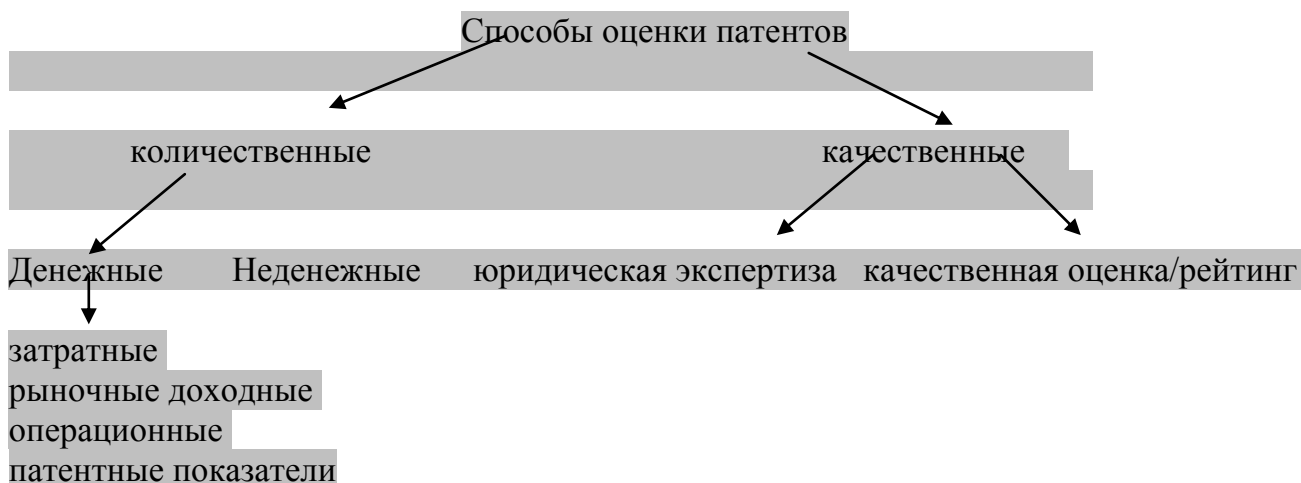 Способы оценки патентов
количественные качественные
Денежные Неденежные юридическая экспертиза качественная оценка/рейтинг
затратные
рыночные доходные
операционные
патентные показатели